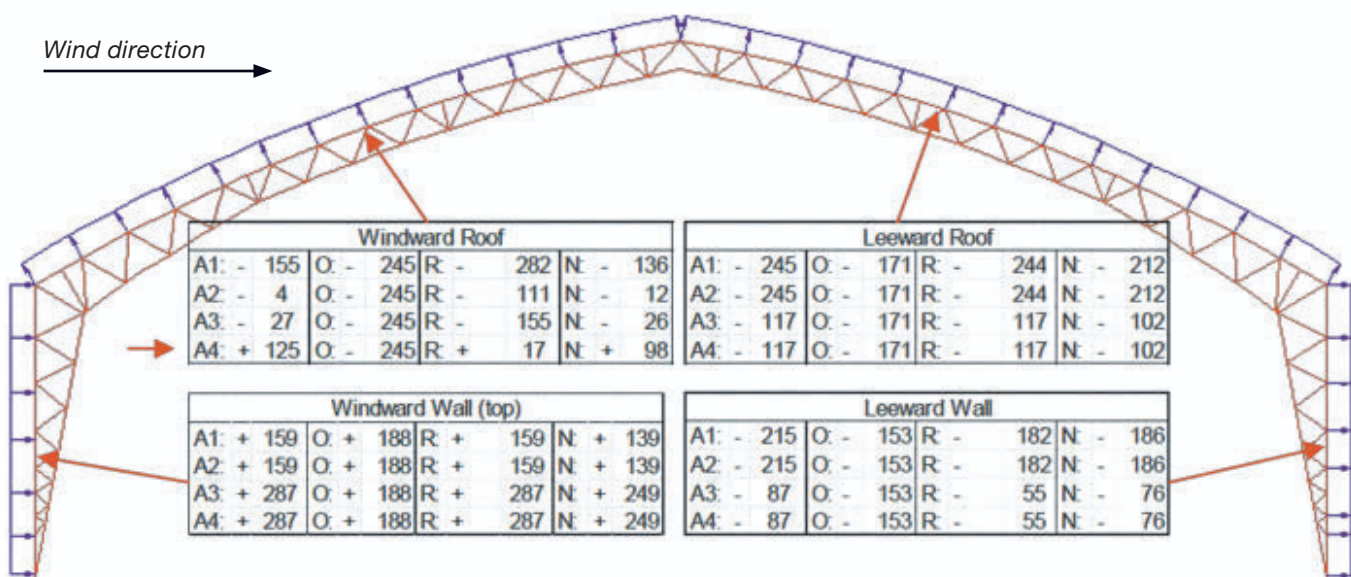 Wind direction
Windward Roof
A1: - 155 O: - 245 R: - 282 N: - 136
A2: - 4 O: - 245 R: - 111 N: - 12
A3: - 27 O: - 245 R: - 155 N: - 26
A4: + 125 O: - 245 R: + 17 N: + 98
Leeward Roof
A1: - 245 O: - 171 R: - 244 N: - 212
A2: - 245 O: - 171 R: - 244 N: - 212
A3: - 117 O: - 171 R: - 117 N: - 102
A4: - 117 O: - 171 R: - 117 N: - 102
Windward Wall (top)
A1: + 159 O: + 188 R: + 159 N: + 139
A2: + 159 O: + 188 R: + 159 N: + 139
A3: + 287 O: + 188 R: + 287 N: + 249
A4: + 287 O: + 188 R: + 287 N: + 249
Leeward Wall
A1: - 215 O: - 153 R: - 182 N: - 186
A2: - 215 O: - 153 R: - 182 N: - 186
A3: - 87 O: - 153 R: - 55 N: - 76
A4: - 87 O: - 153 R: - 55 N: - 76